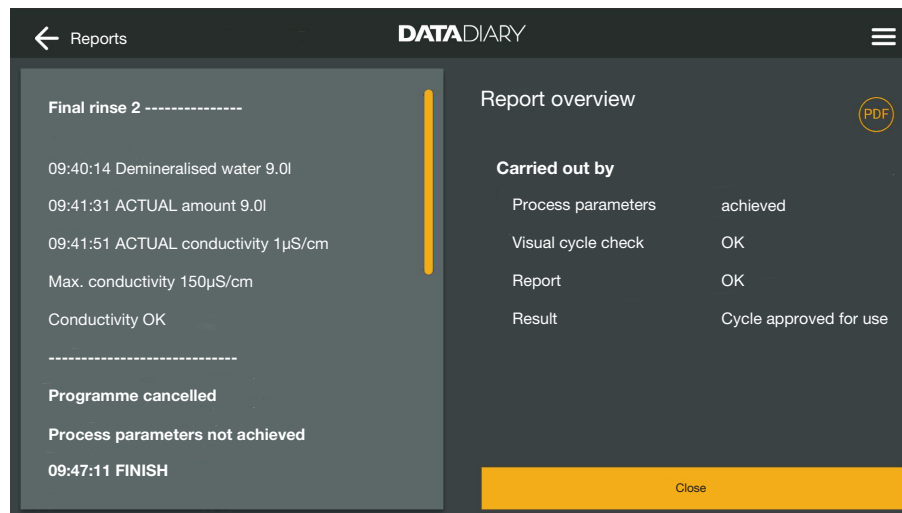 Reports
DATADIARY
Final rinse 2 ---------------
09:40:14 Demineralised water 9.0l
09:41:31 ACTUAL amount 9.0l
09:41:51 ACTUAL conductivity 1µS/cm
Max. conductivity 150µS/cm
Conductivity OK
-----------------------------
Programme cancelled
Process parameters not achieved
09:47:11 FINISH
Report overview
PDF
Carried out by
Process parameters achieved
Visual cycle check OK
Report OK
Result Cycle approved for use
Close